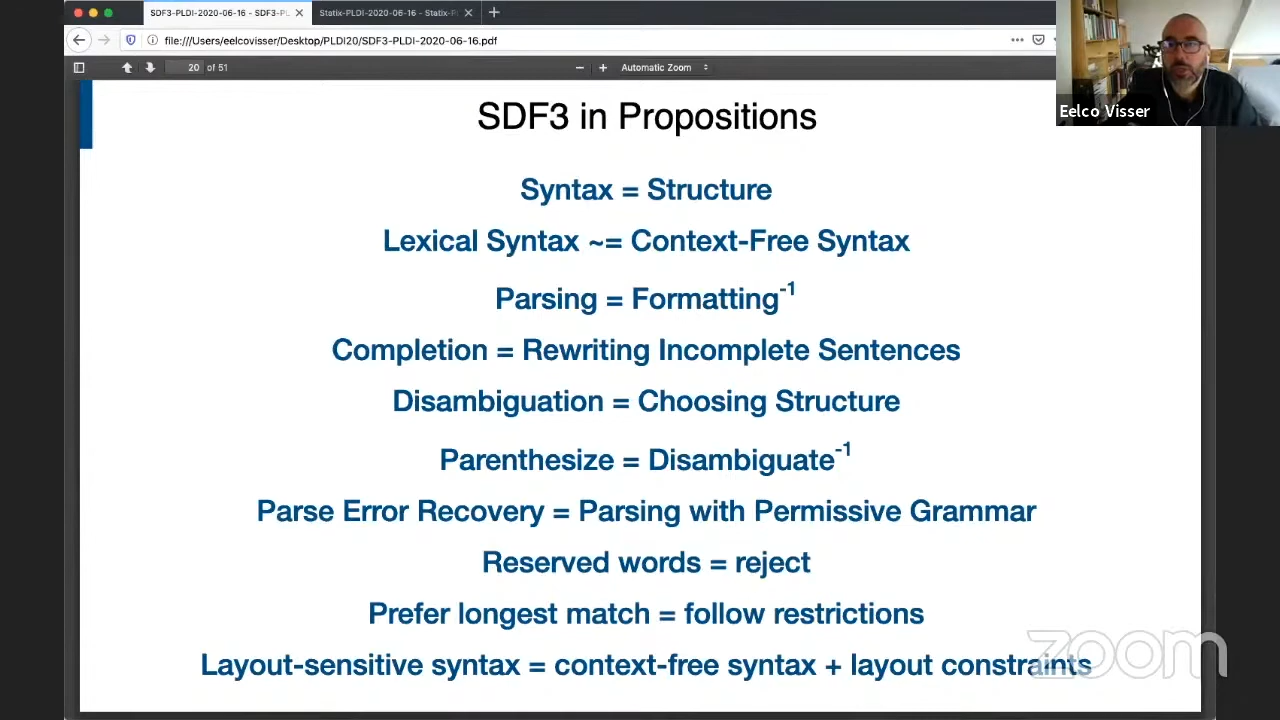 SDF3-PLDI-2020-06-16 - SDF3-PL
Statix-PLDI-2020-06-16 - Statix-PL
file:///Users/eelcovisser/Desktop/PLDI20/SDF3-PLDI-2020-06-16.pdf
20 of 51
Automatic Zoom
Eelco Visser
SDF3 in Propositions
Syntax = Structure
Lexical Syntax ~= Context-Free Syntax
Parsing = Formatting-1
Completion = Rewriting Incomplete Sentences
Disambiguation = Choosing Structure
Parenthesize = Disambiguate-1
Parse Error Recovery = Parsing with Permissive Grammar
Reserved words = reject
Prefer longest match = follow restrictions
Layout-sensitive syntax = context-free syntax + layout constraints
zoom